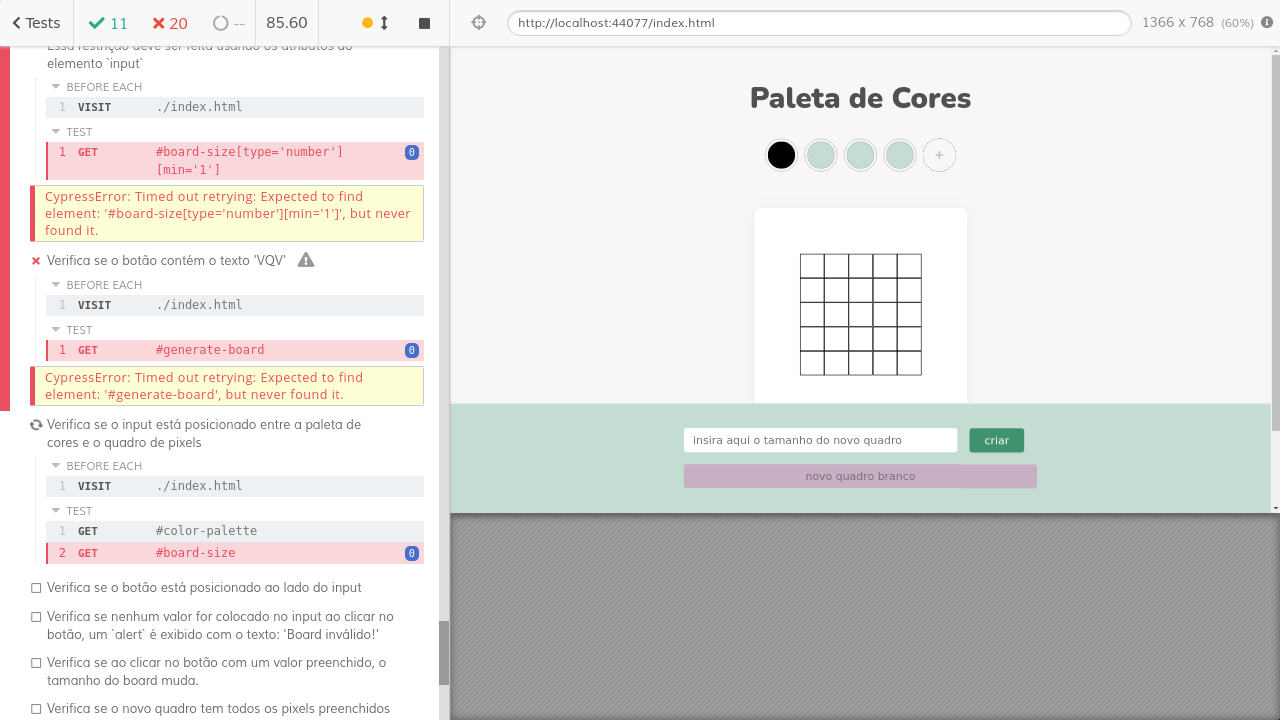 Tests
11
20
--
85.60
http://localhost:44077/index.html
1366 x 768 (60%)
Essa restrição deve ser feita usando os atributos do
elemento `input`
BEFORE EACH
1 VISIT ./index.html
TEST
1 GET #board-size[type='number']
[min='1'] 0
CypressError: Timed out retrying: Expected to find
element: '#board-size[type='number'][min='1']', but never
found it.
Verifica se o botão contém o texto 'VQV'
BEFORE EACH
1 VISIT ./index.html
TEST
1 GET #generate-board 0
CypressError: Timed out retrying: Expected to find
element: '#generate-board', but never found it.
Verifica se o input está posicionado entre a paleta de
cores e o quadro de pixels
BEFORE EACH
1 VISIT ./index.html
TEST
1 GET #color-palette
2 GET #board-size 0
Verifica se o botão está posicionado ao lado do input
Verifica se nenhum valor for colocado no input ao clicar no
botão, um `alert` é exibido com o texto: 'Board inválido!'
Verifica se ao clicar no botão com um valor preenchido, o
tamanho do board muda.
Verifica se o novo quadro tem todos os pixels preenchidos
Paleta de Cores
+
insira aqui o tamanho do novo quadro
criar
novo quadro branco